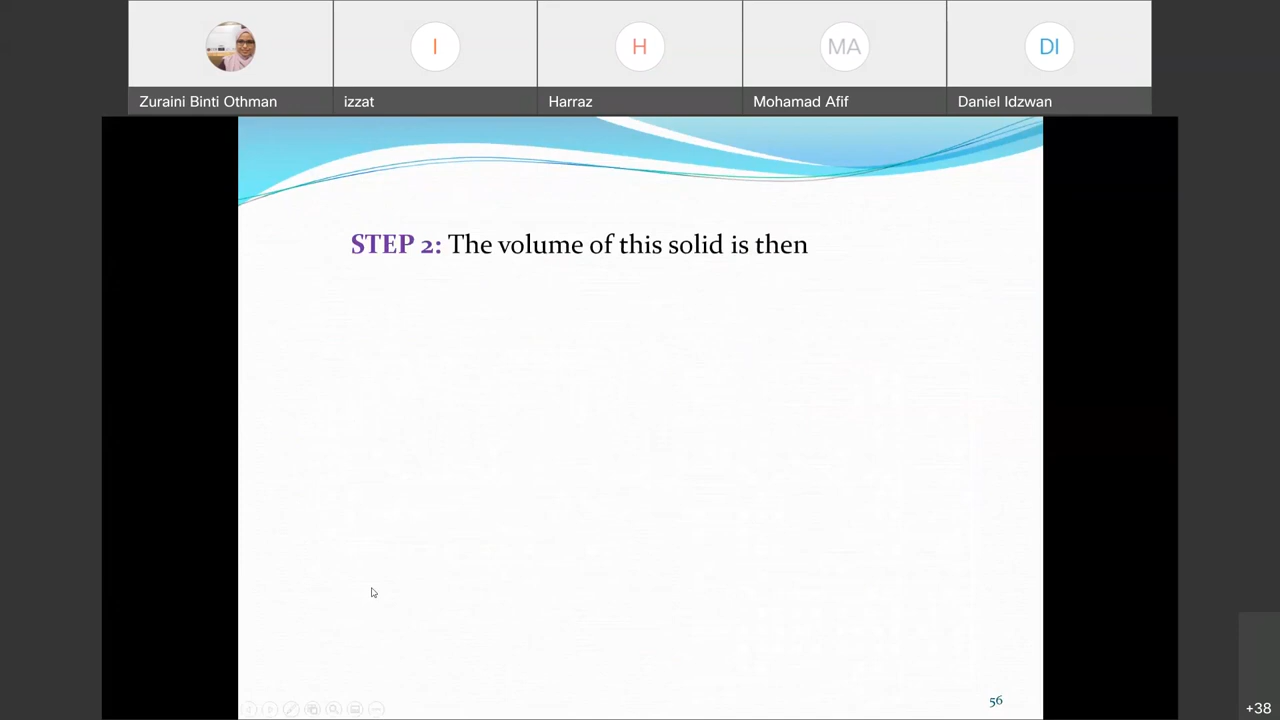 I
H
MA
DI
Zuraini Binti Othman
izzat
Harraz
Mohamad Afif
Daniel Idzwan
STEP 2: The volume of this solid is then
56
+38